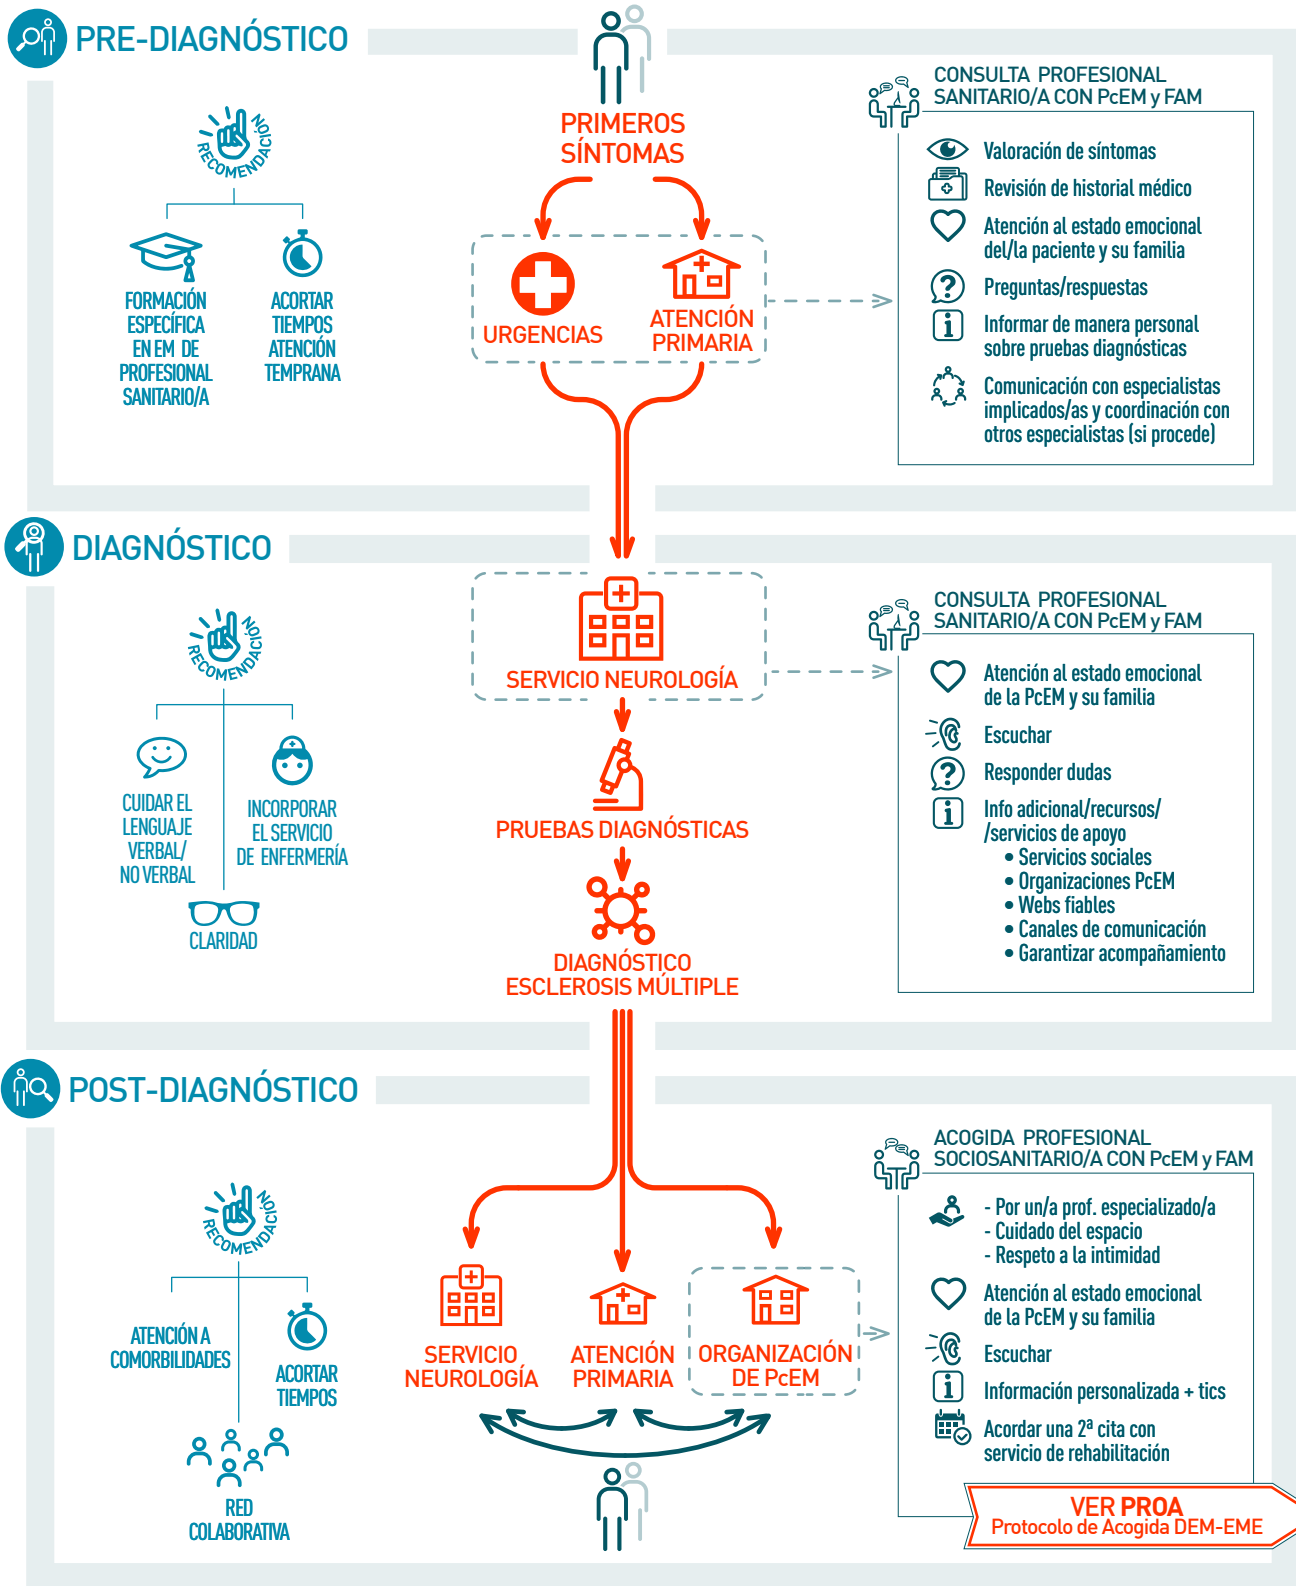 PRE-DIAGNÓSTICO
RECOMENDACIÓN
FORMACIÓN
ESPECÍFICA
EN EM DE
PROFESIONAL
SANITARIO/A
ACORTAR
TIEMPOS
ATENCIÓN
TEMPRANA
PRIMEROS
SÍNTOMAS
URGENCIAS
ATENCIÓN
PRIMARIA
CONSULTA PROFESIONAL
SANITARIO/A CON PcEM y FAM
Valoración de síntomas
Revisión de historial médico
Atención al estado emocional
del/la paciente y su familia
Preguntas/respuestas
Informar de manera personal
sobre pruebas diagnósticas
Comunicación con especialistas
implicados/as y coordinación con
otros especialistas (si procede)
DIAGNÓSTICO
RECOMENDACIÓN
CUIDAR EL
LENGUAJE
VERBAL/
NO VERBAL
INCORPORAR
EL SERVICIO
DE ENFERMERÍA
CLARIDAD
SERVICIO NEUROLOGÍA
PRUEBAS DIAGNÓSTICAS
DIAGNÓSTICO
ESCLEROSIS MÚLTIPLE
CONSULTA PROFESIONAL
SANITARIO/A CON PcEM y FAM
Atención al estado emocional
de la PcEM y su familia
Escuchar
Responder dudas
Info adicional/recursos/
/servicios de apoyo
• Servicios sociales
• Organizaciones PcEM
• Webs fiables
• Canales de comunicación
• Garantizar acompañamiento
POST-DIAGNÓSTICO
RECOMENDACIÓN
ATENCIÓN A
COMORBILIDADES
ACORTAR
TIEMPOS
RED
COLABORATIVA
SERVICIO
NEUROLOGÍA
ATENCIÓN
PRIMARIA
ORGANIZACIÓN
DE PcEM
ACOGIDA PROFESIONAL
SOCIOSANITARIO/A CON PcEM y FAM
- Por un/a prof. especializado/a
- Cuidado del espacio
- Respeto a la intimidad
Atención al estado emocional
de la PcEM y su familia
Escuchar
Información personalizada + tics
Acordar una 2ª cita con
servicio de rehabilitación
VER PROA
Protocolo de Acogida DEM-EME